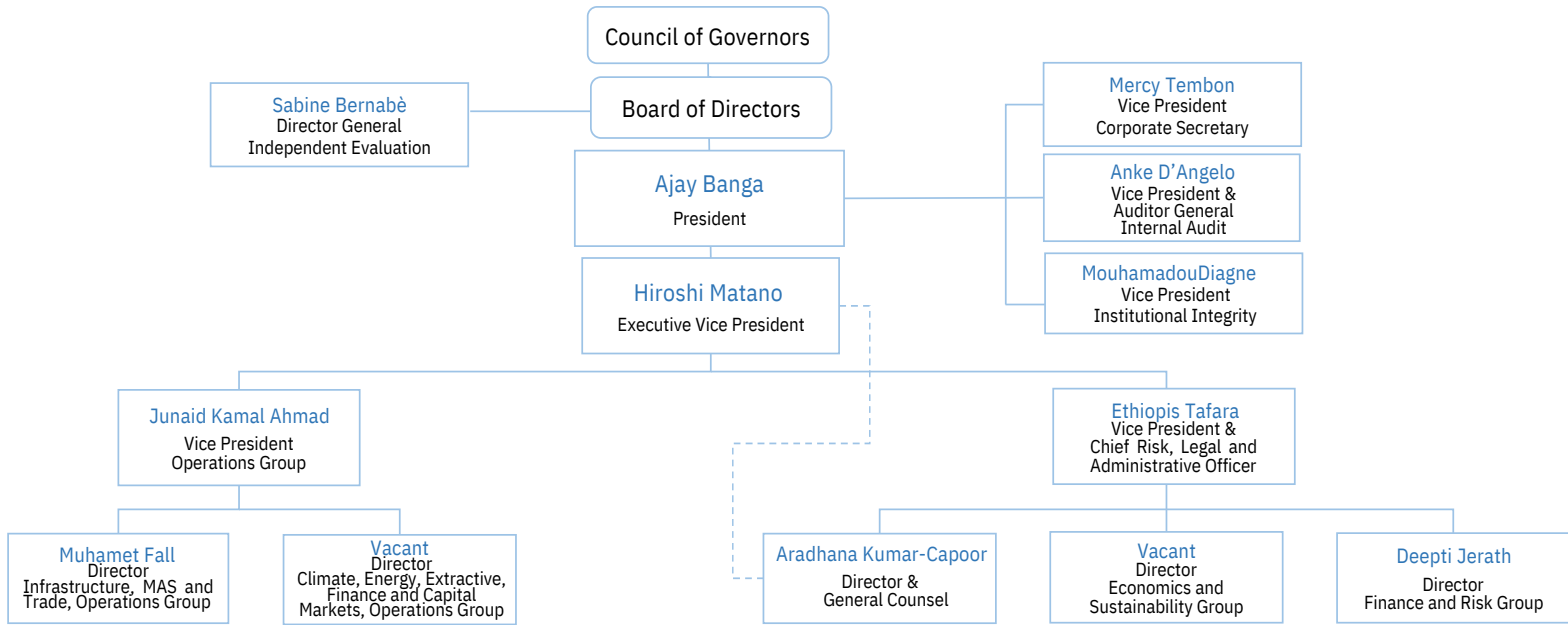 Council of Governors
Board of Directors
Sabine Bernabè
Director General
Independent Evaluation
Mercy Tembon
Vice President
Corporate Secretary
Ajay Banga
President
Anke D’Angelo
Vice President &
Auditor General
Internal Audit
MouhamadouDiagne
Vice President
Institutional Integrity
Hiroshi Matano
Executive Vice President
Junaid Kamal Ahmad
Vice President
Operations Group
Ethiopis Tafara
Vice President &
Chief Risk, Legal and
Administrative Officer
Muhamet Fall
Director
Infrastructure, MAS and
Trade, Operations Group
Vacant
Director
Climate, Energy, Extractive,
Finance and Capital
Markets, Operations Group
Aradhana Kumar-Capoor
Director &
General Counsel
Vacant
Director
Economics and
Sustainability Group
Deepti Jerath
Director
Finance and Risk Group